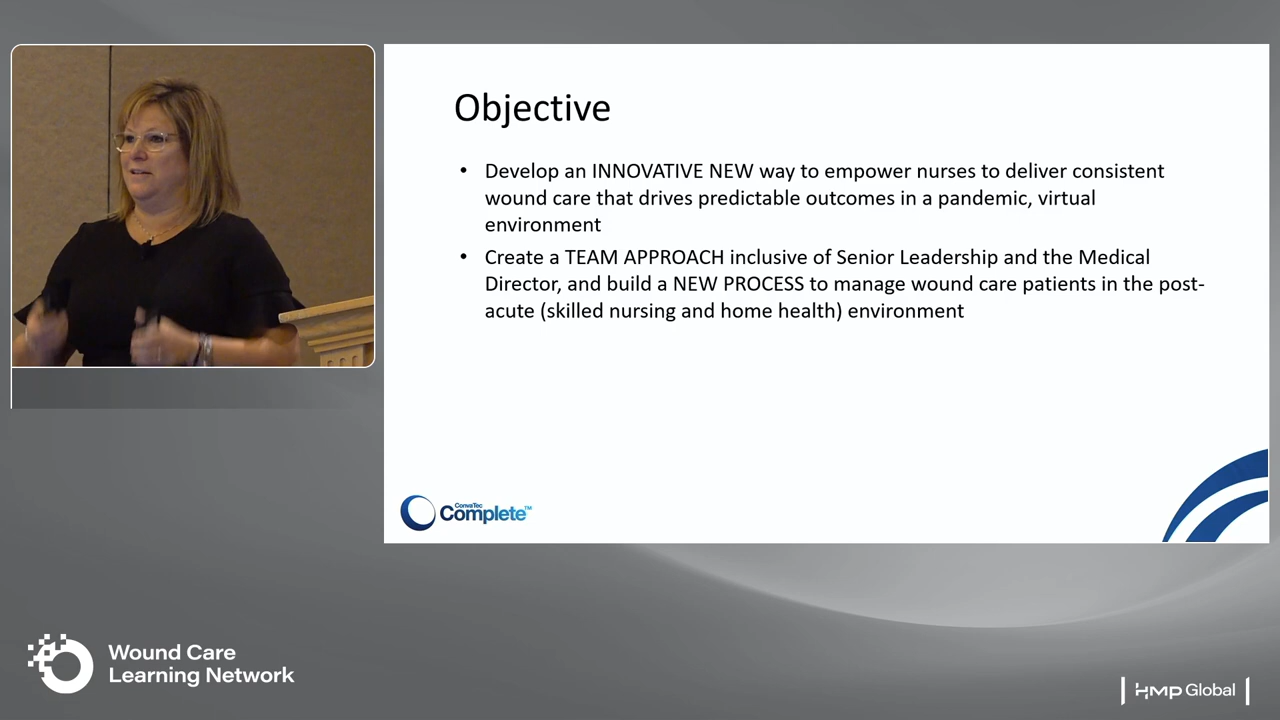 Objective
• Develop an INNOVATIVE NEW way to empower nurses to deliver consistent
wound care that drives predictable outcomes in a pandemic, virtual
environment
• Create a TEAM APPROACH inclusive of Senior Leadership and the Medical
Director, and build a NEW PROCESS to manage wound care patients in the post-
acute (skilled nursing and home health) environment
ConvaTec
Complete™
Wound Care
Learning Network
HMP Global